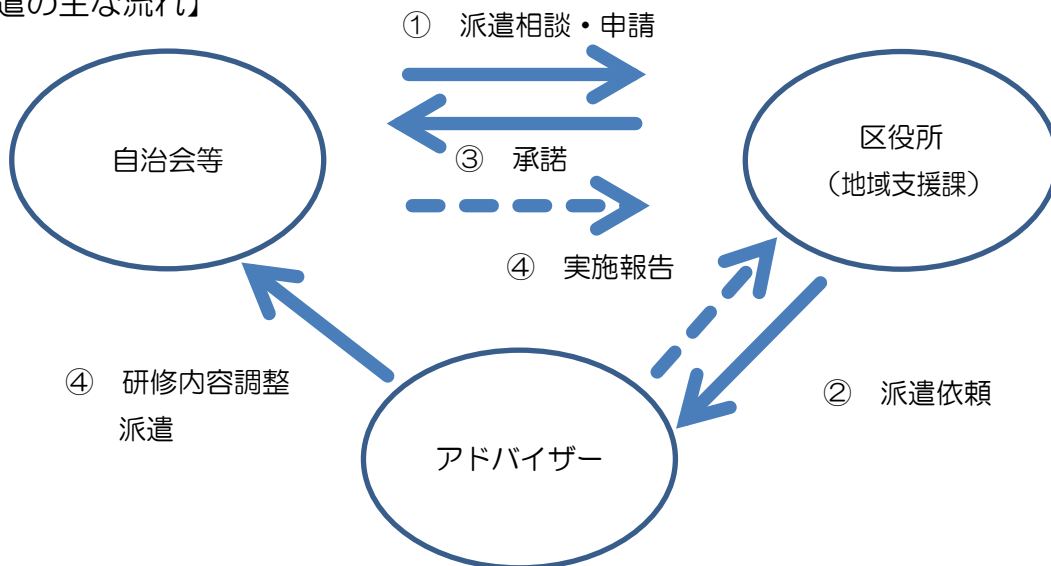 遣の主な流れ】
① 派遣相談・申請
自治会等
区役所
（地域支援課）
③ 承諾
④ 実施報告
④ 研修内容調整
派遣
② 派遣依頼
アドバイザー